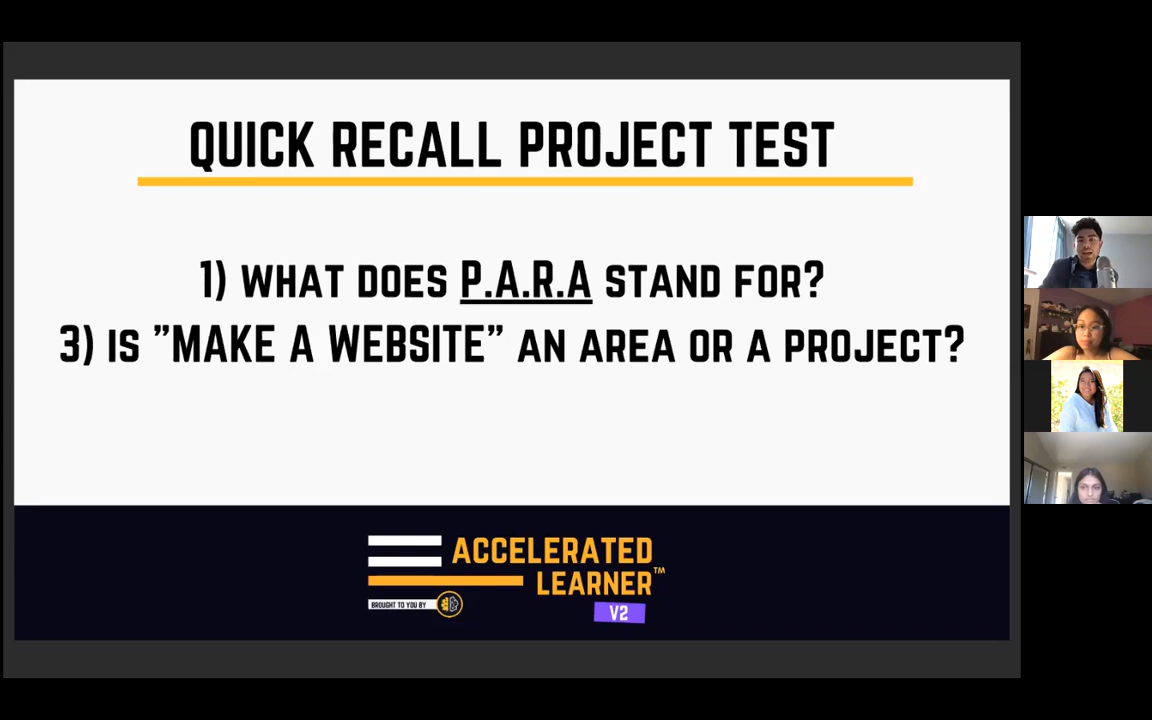 QUICK RECALL PROJECT TEST
1) WHAT DOES P.A.R.A STAND FOR?
3) IS "MAKE A WEBSITE" AN AREA OR A PROJECT?
ACCELERATED
LEARNER™
BROUGHT TO YOU BY
V2